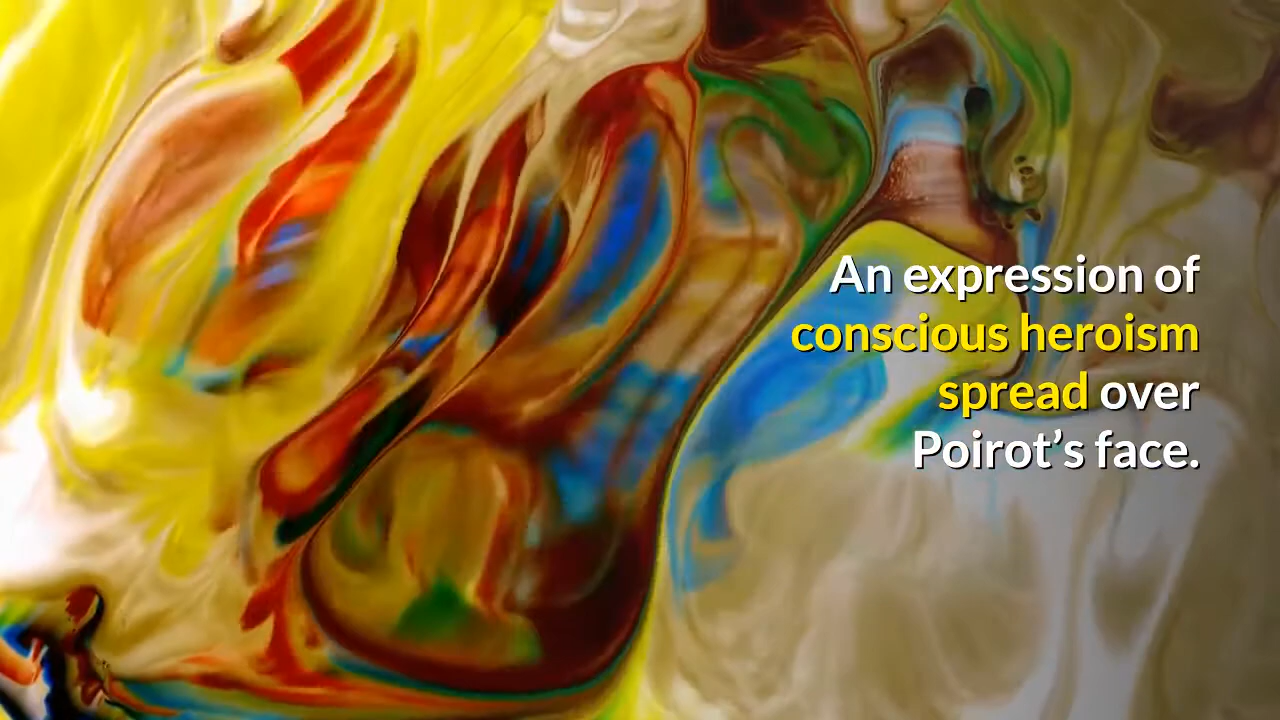 An expression of
conscious heroism
spread over
Poirot’s face.